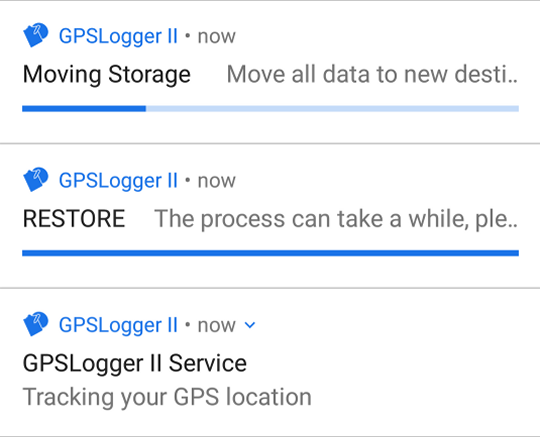 GPSLogger II • now
Moving Storage Move all data to new desti..
GPSLogger II • now
RESTORE The process can take a while, ple..
GPSLogger II • now
GPSLogger II Service
Tracking your GPS location